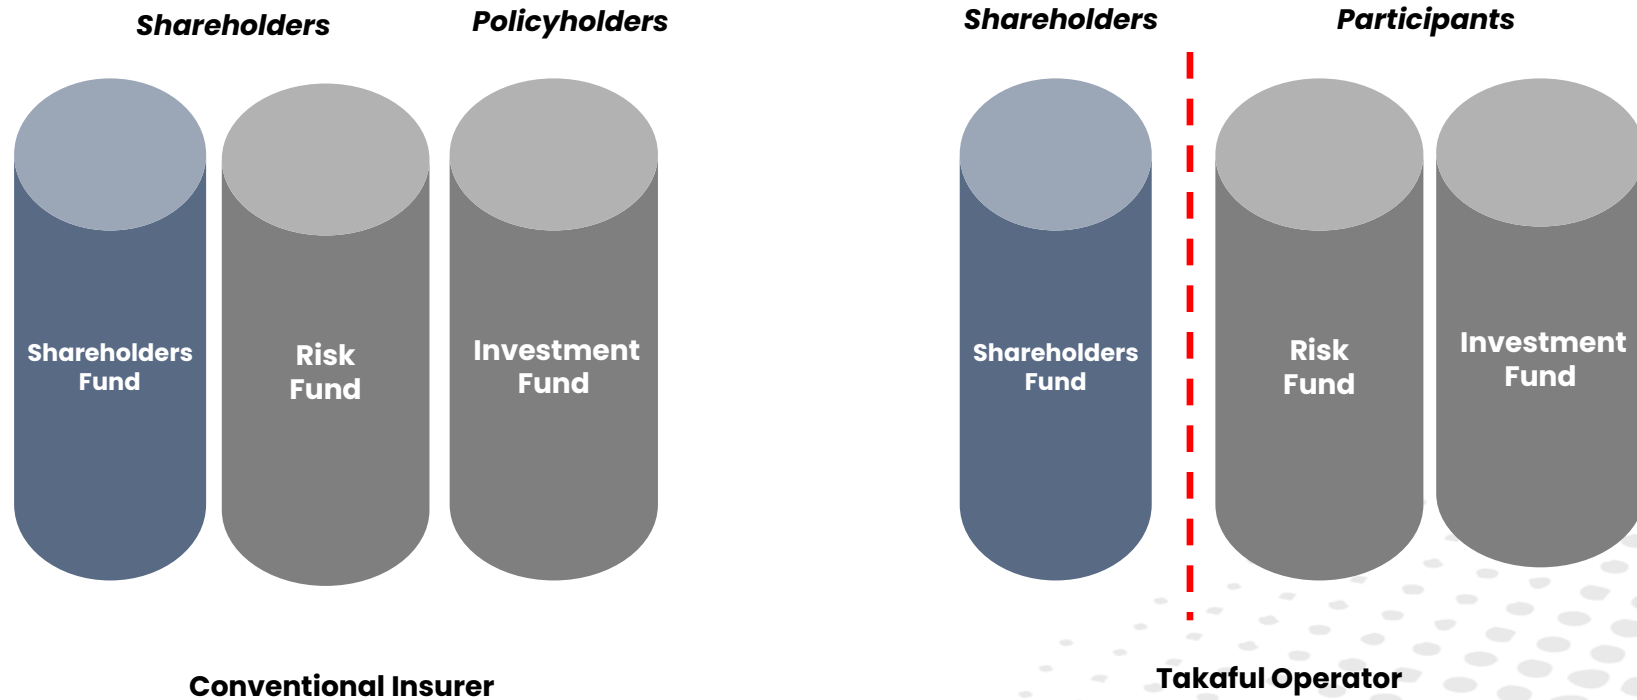 Shareholders
Policyholders
Shareholders
Fund
Risk
Fund
Investment
Fund
Conventional Insurer
Shareholders
Participants
Shareholders
Fund
Risk
Fund
Investment
Fund
Takaful Operator